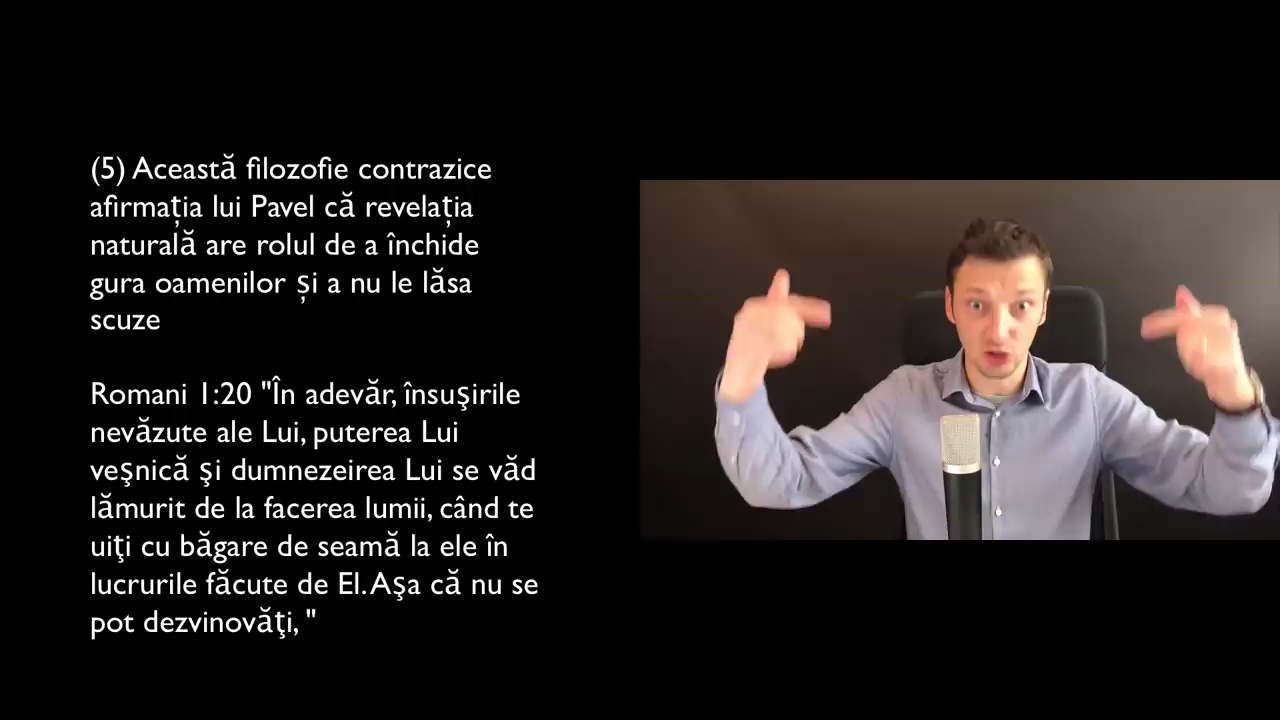 (5) Această filozofie contrazice
afirmația lui Pavel că revelația
naturală are rolul de a închide
gura oamenilor și a nu le lăsa
scuze
Romani 1:20 "În adevăr, însuşirile
nevăzute ale Lui, puterea Lui
veşnică şi dumnezeirea Lui se văd
lămurit de la facerea lumii, când te
uiţi cu băgare de seamă la ele în
lucrurile făcute de El. Aşa că nu se
pot dezvinovăţi, "